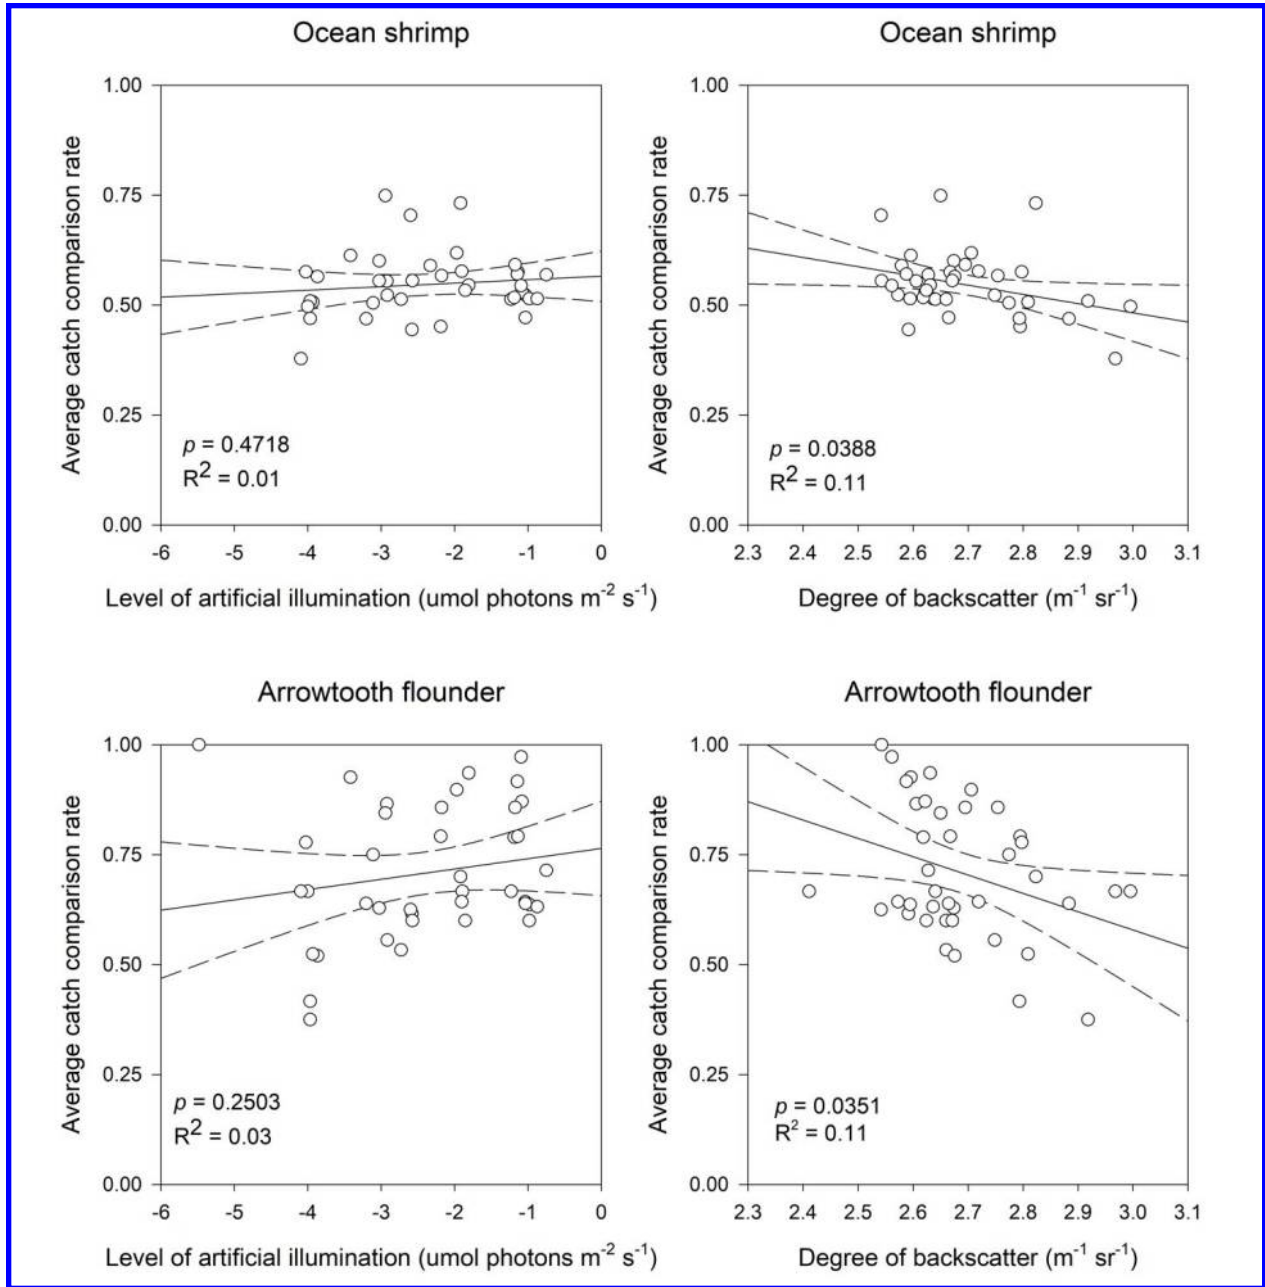 Ocean shrimp
Average catch comparison rate
1.00
0.75
0.50
0.25
0.00
p = 0.4718
R2 = 0.01
-6 -5 -4 -3 -2 -1 0
Level of artificial illumination (umol photons m-2 s-1)
Ocean shrimp
Average catch comparison rate
1.00
0.75
0.50
0.25
0.00
p = 0.0388
R2 = 0.11
2.3 2.4 2.5 2.6 2.7 2.8 2.9 3.0 3.1
Degree of backscatter (m-1 sr-1)
Arrowtooth flounder
Average catch comparison rate
1.00
0.75
0.50
0.25
0.00
p = 0.2503
R2 = 0.03
-6 -5 -4 -3 -2 -1 0
Level of artificial illumination (umol photons m-2 s-1)
Arrowtooth flounder
Average catch comparison rate
1.00
0.75
0.50
0.25
0.00
p = 0.0351
R2 = 0.11
2.3 2.4 2.5 2.6 2.7 2.8 2.9 3.0 3.1
Degree of backscatter (m-1 sr-1)